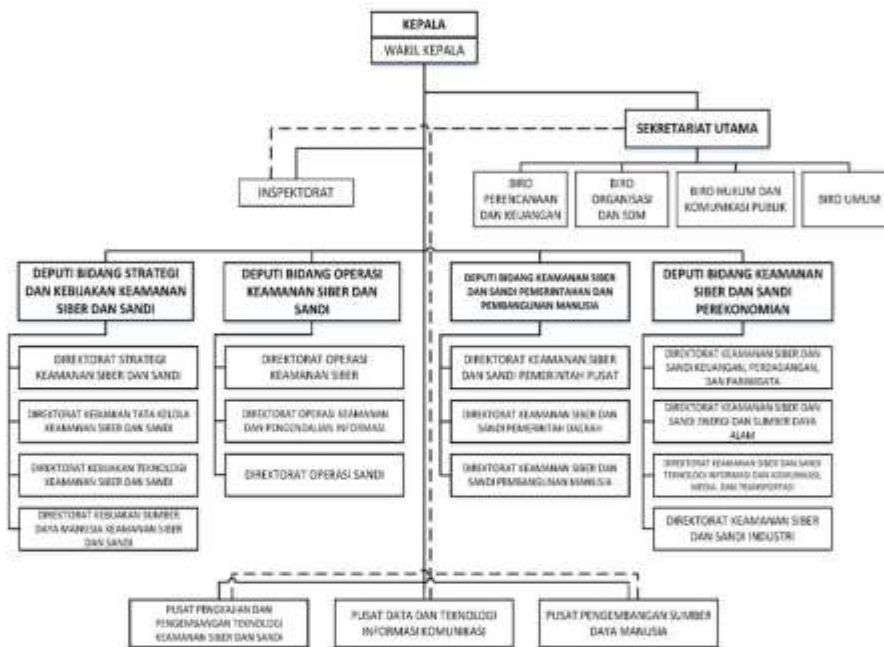 KEPALA
WAKIL KEPALA
SEKRETARIAT UTAMA
INSPEKTORAT
BIRO
PERENCANAAN
DAN KEUANGAN
BIRO
ORGANISASI
DAN SDM
BIRO HUKUM DAN
KOMUNIKASI PUBLIK
BIRO UMUM
DEPUTI BIDANG STRATEGI
DAN KEBIJAKAN KEAMANAN
SIBER DAN SANDI
DEPUTI BIDANG OPERASI
KEAMANAN SIBER DAN
SANDI
DEPUTI BIDANG KEAMANAN SIBER
DAN SANDI PEMERINTAHAN DAN
PEMBANGUNAN MANUSIA
DEPUTI BIDANG KEAMANAN
SIBER DAN SANDI
PEREKONOMIAN
DIREKTORAT STRATEGI
KEAMANAN SIBER DAN SANDI
DIREKTORAT KEBIJAKAN TATA KELOLA
KEAMANAN SIBER DAN SANDI
DIREKTORAT KEBIJAKAN TEKNOLOGI
KEAMANAN SIBER DAN SANDI
DIREKTORAT KEBIJAKAN SUMBER
DAYA MANUSIA KEAMANAN SIBER
DAN SANDI
DIREKTORAT OPERASI
KEAMANAN SIBER
DIREKTORAT OPERASI KEAMANAN
DAN PENGENDALIAN INFORMASI
DIREKTORAT OPERASI SANDI
DIREKTORAT KEAMANAN SIBER
DAN SANDI PEMERINTAH PUSAT
DIREKTORAT KEAMANAN SIBER DAN
SANDI PEMERINTAH DAERAH
DIREKTORAT KEAMANAN SIBER DAN
SANDI PEMBANGUNAN MANUSIA
DIREKTORAT KEAMANAN SIBER DAN
SANDI KEUANGAN, PERDAGANGAN,
DAN PARIWISATA
DIREKTORAT KEAMANAN SIBER DAN
SANDI ENERGI DAN SUMBER DAYA
ALAM
DIREKTORAT KEAMANAN SIBER DAN SANDI
TEKNOLOGI INFORMASI DAN KOMUNIKASI,
MEDIA, DAN TRANSPORTASI
DIREKTORAT KEAMANAN SIBER
DAN SANDI INDUSTRI
PUSAT PENGKAJIAN DAN
PENGEMBANGAN TEKNOLOGI
KEAMANAN SIBER DAN SANDI
PUSAT DATA DAN TEKNOLOGI
INFORMASI KOMUNIKASI
PUSAT PENGEMBANGAN SUMBER
DAYA MANUSIA